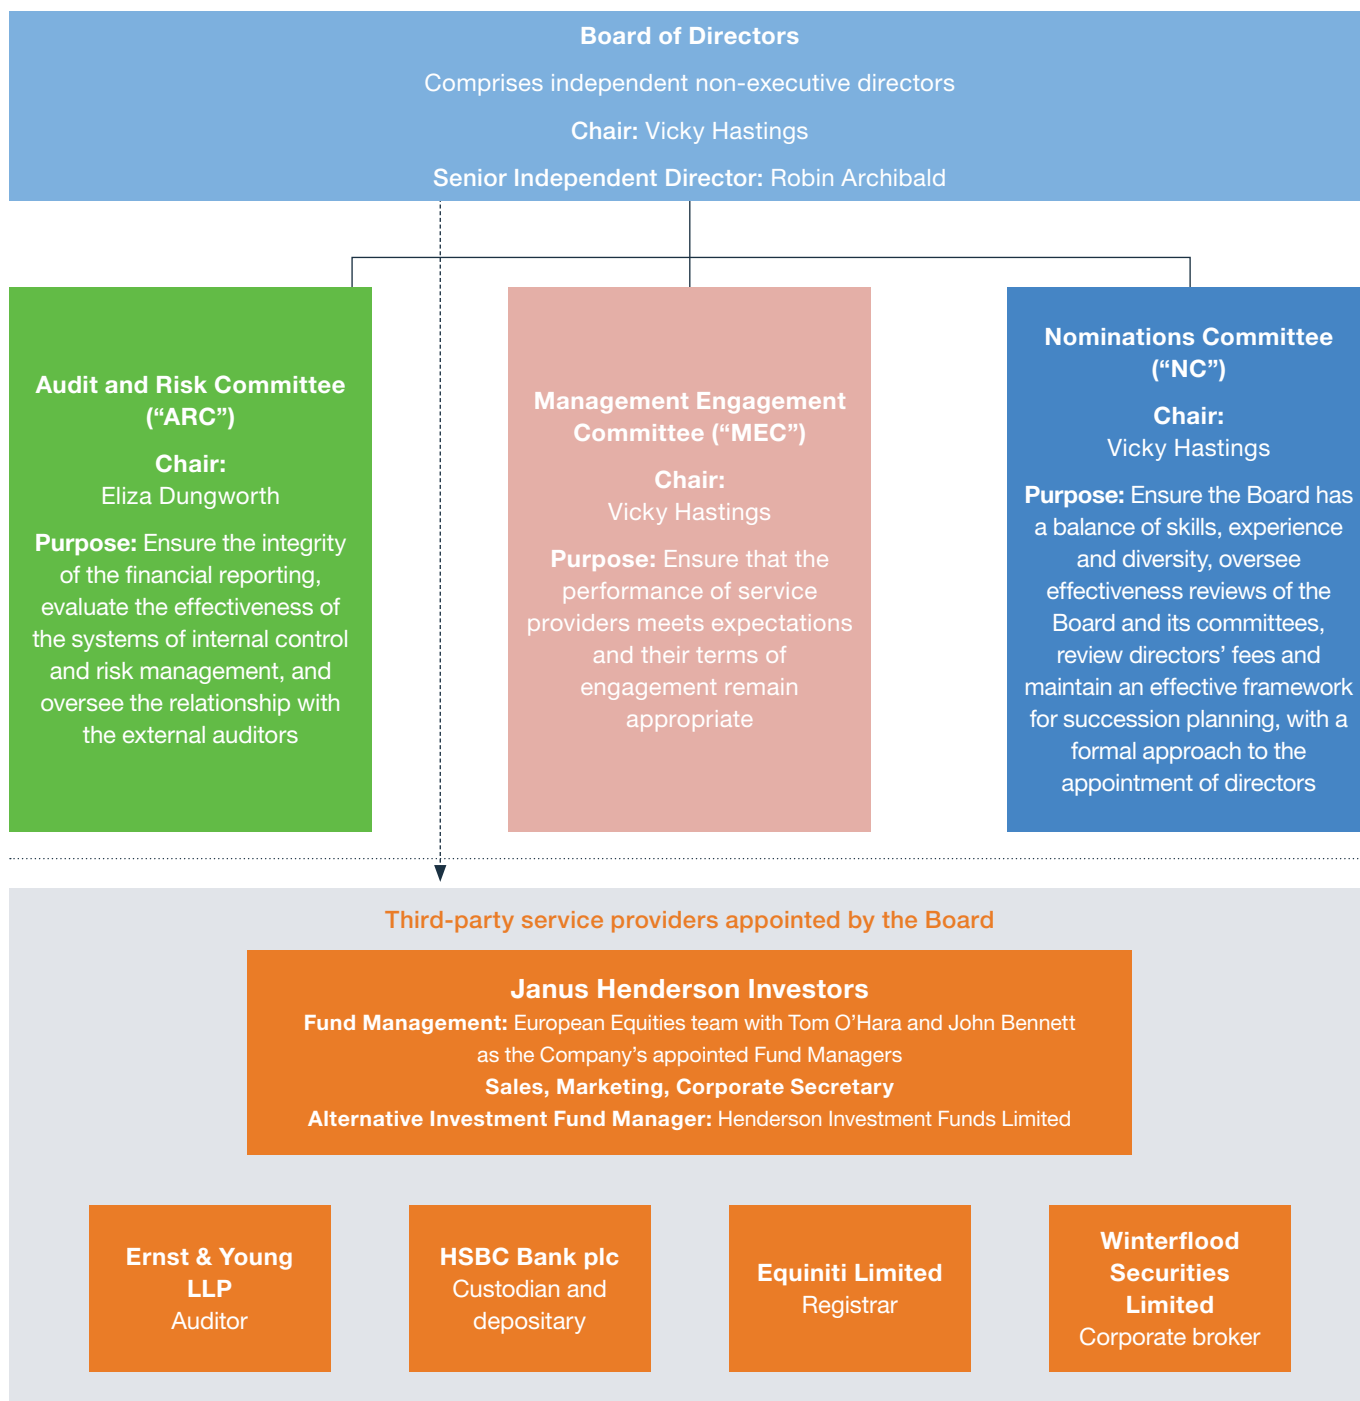 Board of Directors
Comprises independent non-executive directors
Chair: Vicky Hastings
Senior Independent Director: Robin Archibald
Audit and Risk Committee
(“ARC”)
Chair:
Eliza Dungworth
Purpose: Ensure the integrity
of the financial reporting,
evaluate the effectiveness of
the systems of internal control
and risk management, and
oversee the relationship with
the external auditors
Management Engagement
Committee (“MEC”)
Chair:
Vicky Hastings
Purpose: Ensure that the
performance of service
providers meets expectations
and their terms of
engagement remain
appropriate
Nominations Committee
(“NC”)
Chair:
Vicky Hastings
Purpose: Ensure the Board has
a balance of skills, experience
and diversity, oversee
effectiveness reviews of the
Board and its committees,
review directors’ fees and
maintain an effective framework
for succession planning, with a
formal approach to the
appointment of directors
Third-party service providers appointed by the Board
Janus Henderson Investors
Fund Management: European Equities team with Tom O’Hara and John Bennett
as the Company’s appointed Fund Managers
Sales, Marketing, Corporate Secretary
Alternative Investment Fund Manager: Henderson Investment Funds Limited
Ernst & Young
LLP
Auditor
HSBC Bank plc
Custodian and
depositary
Equiniti Limited
Registrar
Winterflood
Securities
Limited
Corporate broker